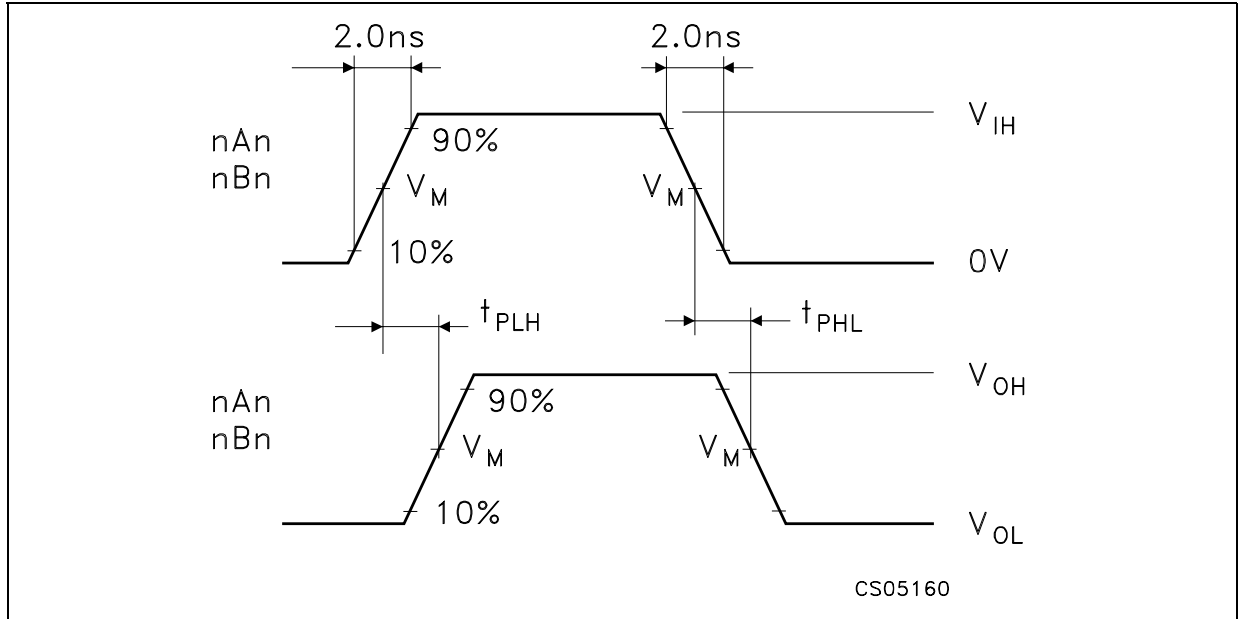 2.0ns 2.0ns
nAn
nBn
90%
V_M V_M
10%
V_IH
0V
t_PLH t_PHL
nAn
nBn
90%
V_M V_M
10%
V_OH
V_OL
CS05160